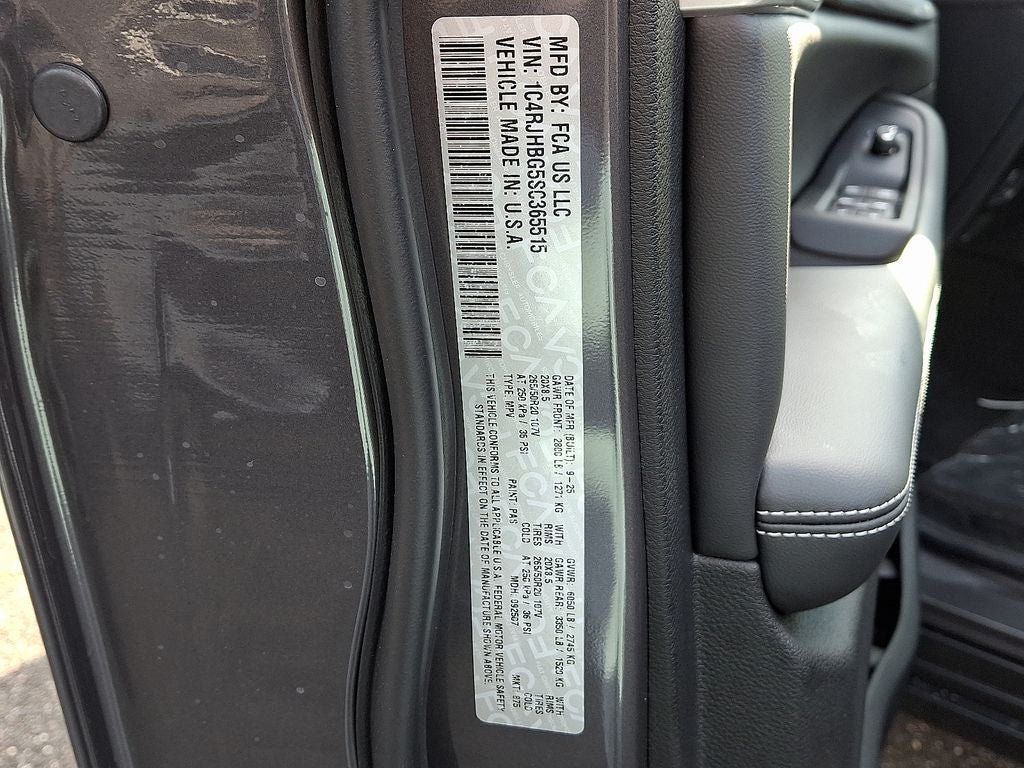 MFD BY: FCA US LLC
VIN: 1C4RJHBG5SC365515
VEHICLE MADE IN: U.S.A
DATE OF MFR (BUILT): 9-25 GVWR: 6050 LB / 2745 KG
GAWR FRONT: 2800 LB / 1271 KG WITH GAWR REAR: 3350 LB / 1520 KG WITH
20X8.5 RIMS 20X8.5 RIMS
265/50R20 107V TIRES 265/50R20 107V TIRES
AT 250 kPa / 36 PSI COLD AT 250 kPa / 36 PSI COLD
TYPE: MPV PAINT: PAS MDH: MKT:
THIS VEHICLE CONFORMS TO ALL APPLICABLE U.S.A. FEDERAL MOTOR VEHICLE SAFETY
STANDARDS IN EFFECT ON THE DATE OF MANUFACTURE SHOWN ABOVE.